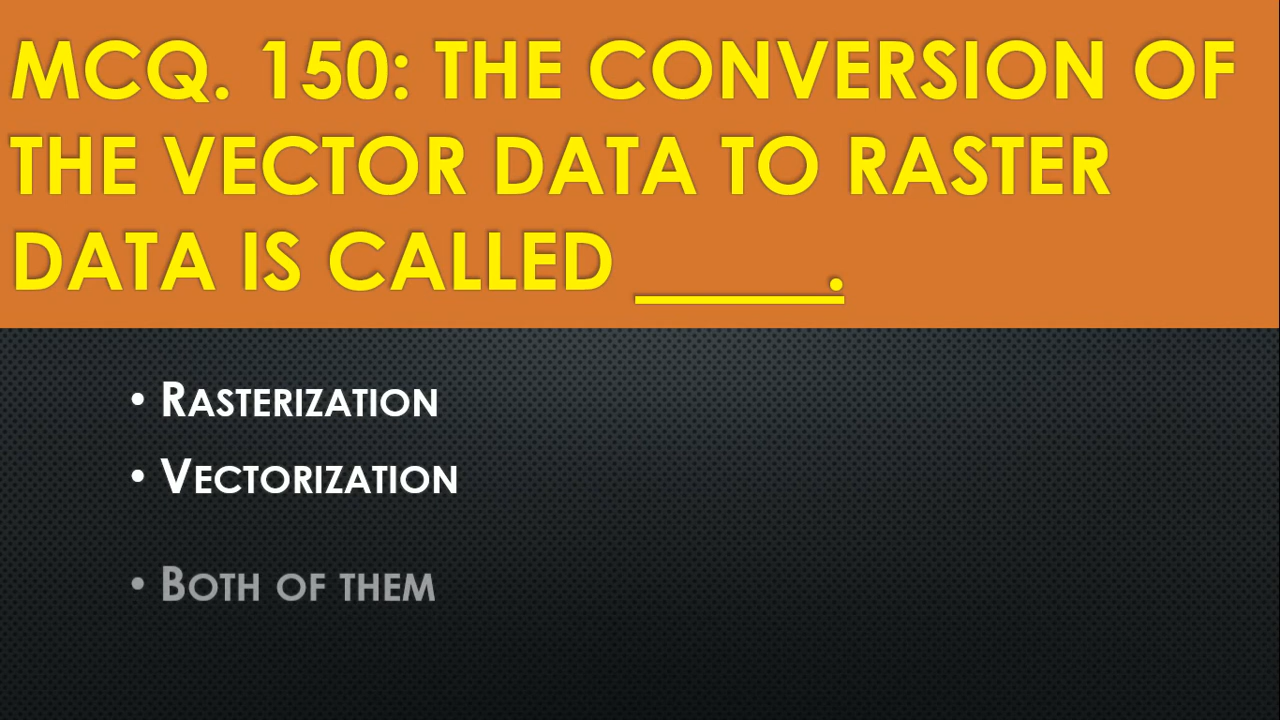 MCQ. 150: THE CONVERSION OF
THE VECTOR DATA TO RASTER
DATA IS CALLED _____.
• RASTERIZATION
• VECTORIZATION
• BOTH OF THEM